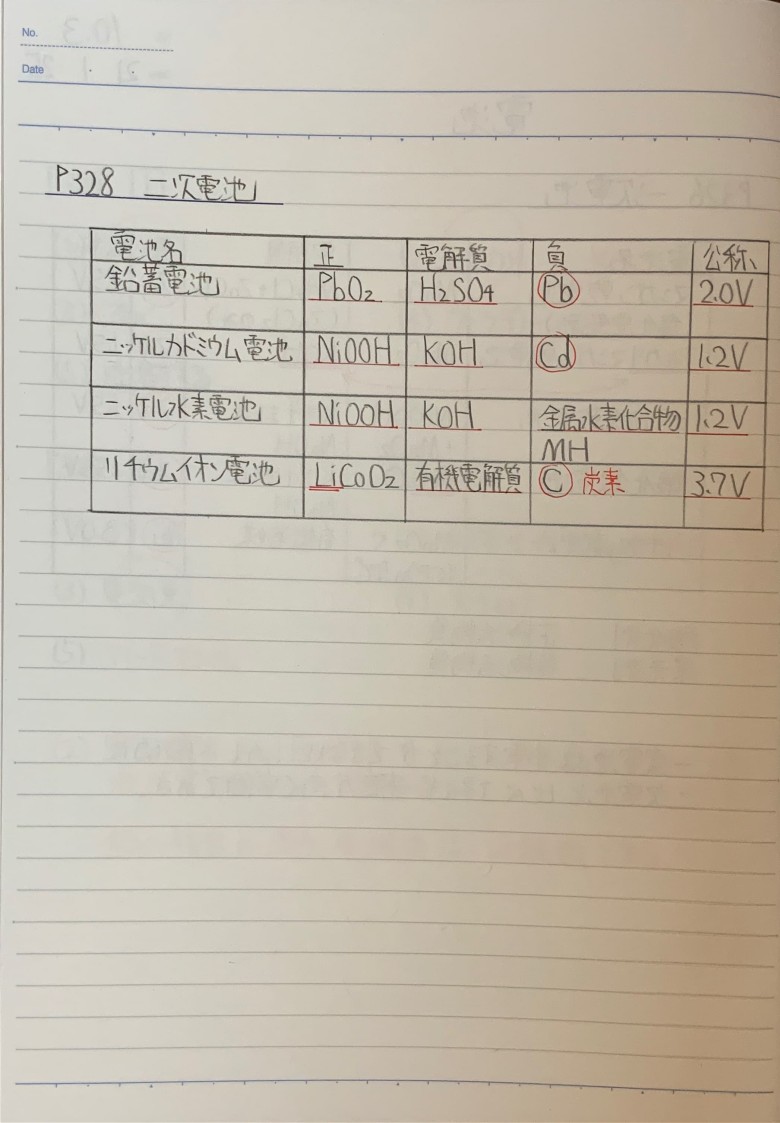 No.
Date
P328 二次電池
電池名 正 電解質 負 公称
鉛蓄電池 PbO₂ H₂SO₄ Pb 2.0V
ニッケルカドミウム電池 NiOOH KOH Cd 1.2V
ニッケル水素電池 NiOOH KOH 金属水素化合物 1.2V
MH
リチウムイオン電池 LiCoO₂ 有機電解質 C 炭素 3.7V